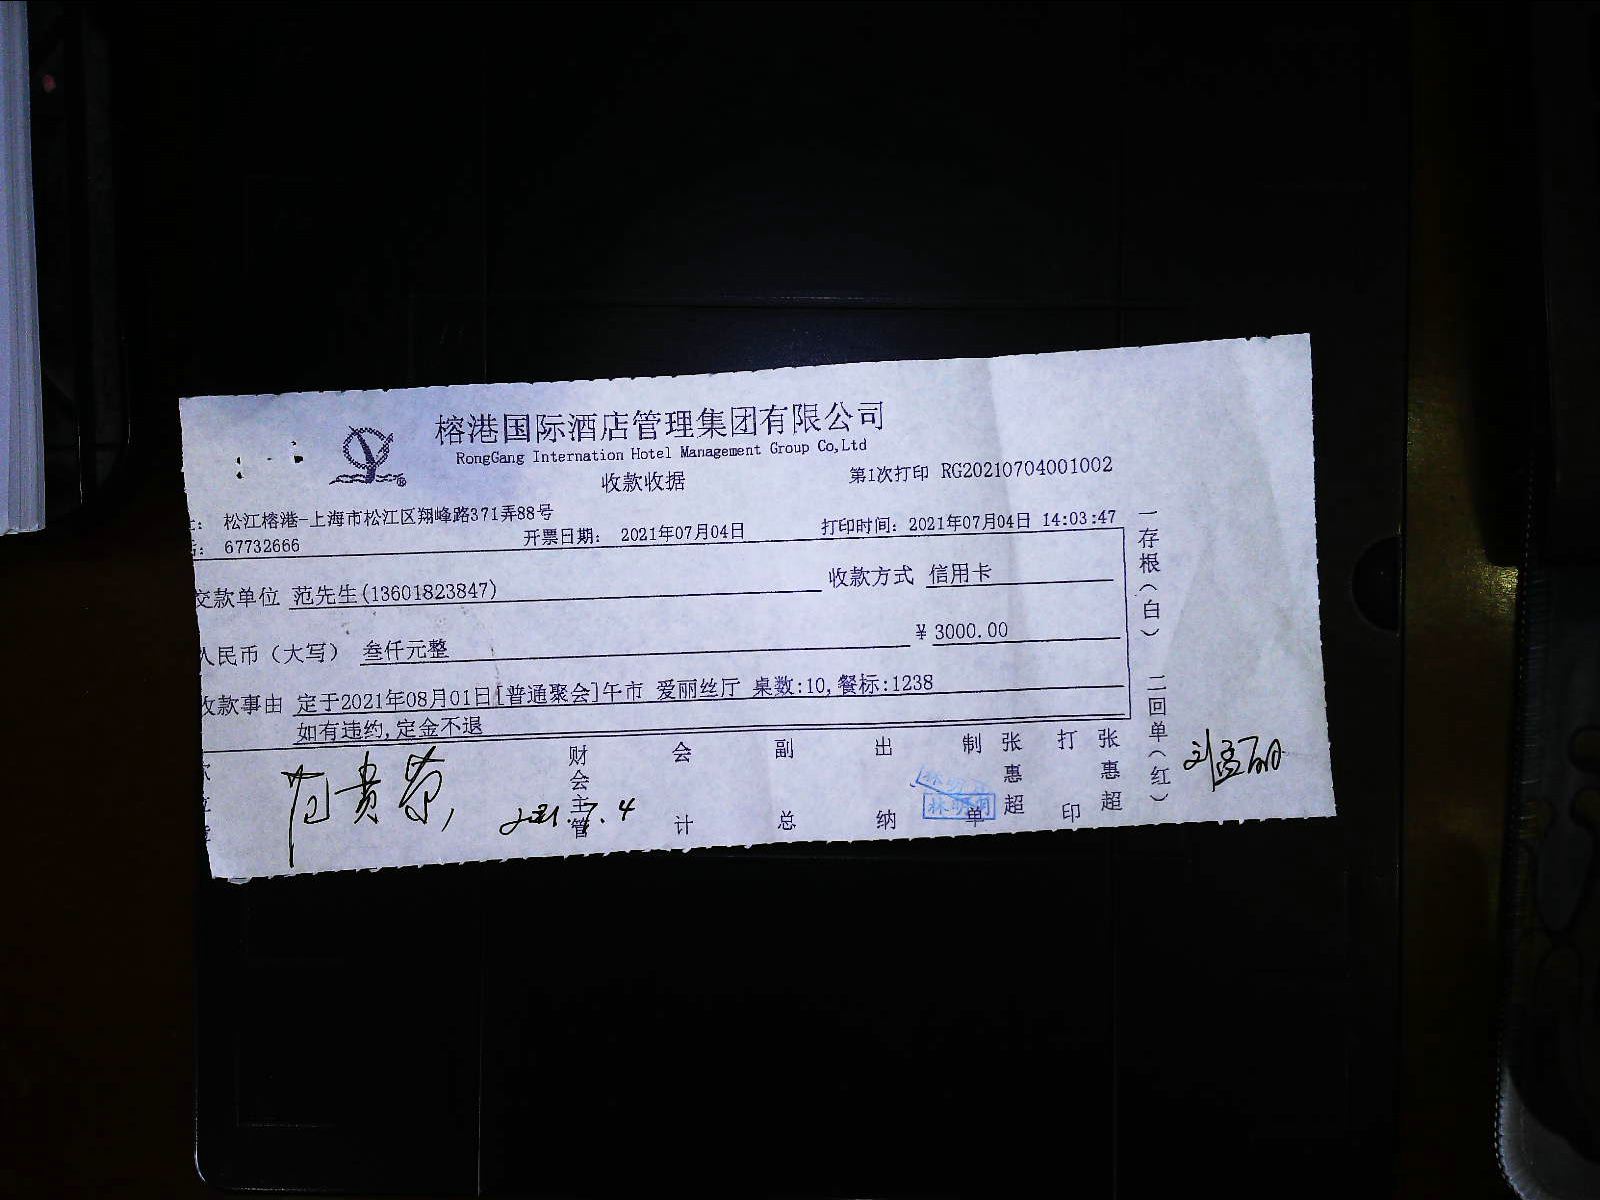 榕港国际酒店管理集团有限公司
RongGang Internation Hotel Management Group Co,Ltd
收款收据
第1次打印 RG20210704001002
松江榕港-上海市松江区翔峰路371弄88号
67732666 开票日期: 2021年07月04日 打印时间: 2021年07月04日 14:03:47
交款单位 范先生(13601823847) 收款方式 信用卡
人民币(大写) 叁仟元整 ¥ 3000.00
收款事由 定于2021年08月01日[普通聚会]午市 爱丽丝厅 桌数:10,餐标:1238
如有违约,定金不退
范贵荣, 2021.7.4
财会主管 会计 副总 出纳 制单 张惠超 打印 张惠超
一存根(白) 二回单(红)